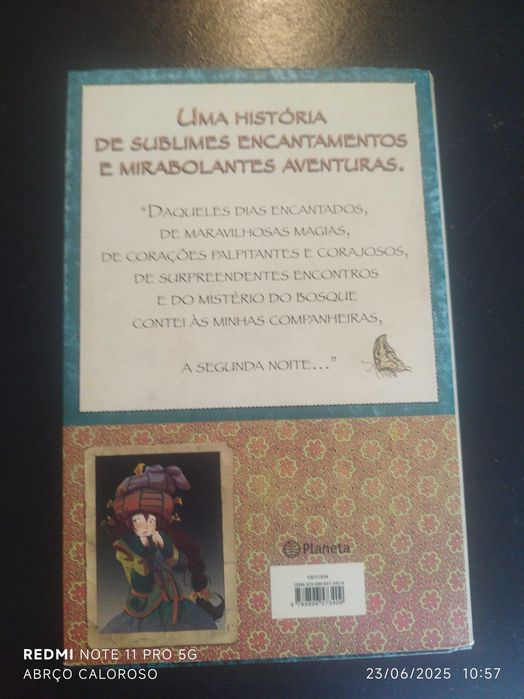 UMA HISTÓRIA
DE SUBLIMES ENCANTAMENTOS
E MIRABOLANTES AVENTURAS.
“DAQUELES DIAS ENCANTADOS,
DE MARAVILHOSAS MAGIAS,
DE CORAÇÕES PALPITANTES E CORAJOSOS,
DE SURPREENDENTES ENCONTROS
E DO MISTÉRIO DO BOSQUE
CONTEI ÀS MINHAS COMPANHEIRAS,
A SEGUNDA NOITE...”
Planeta
10011434
REDMI NOTE 11 PRO 5G
ABRÇO CALOROSO
23/06/2025 10:57